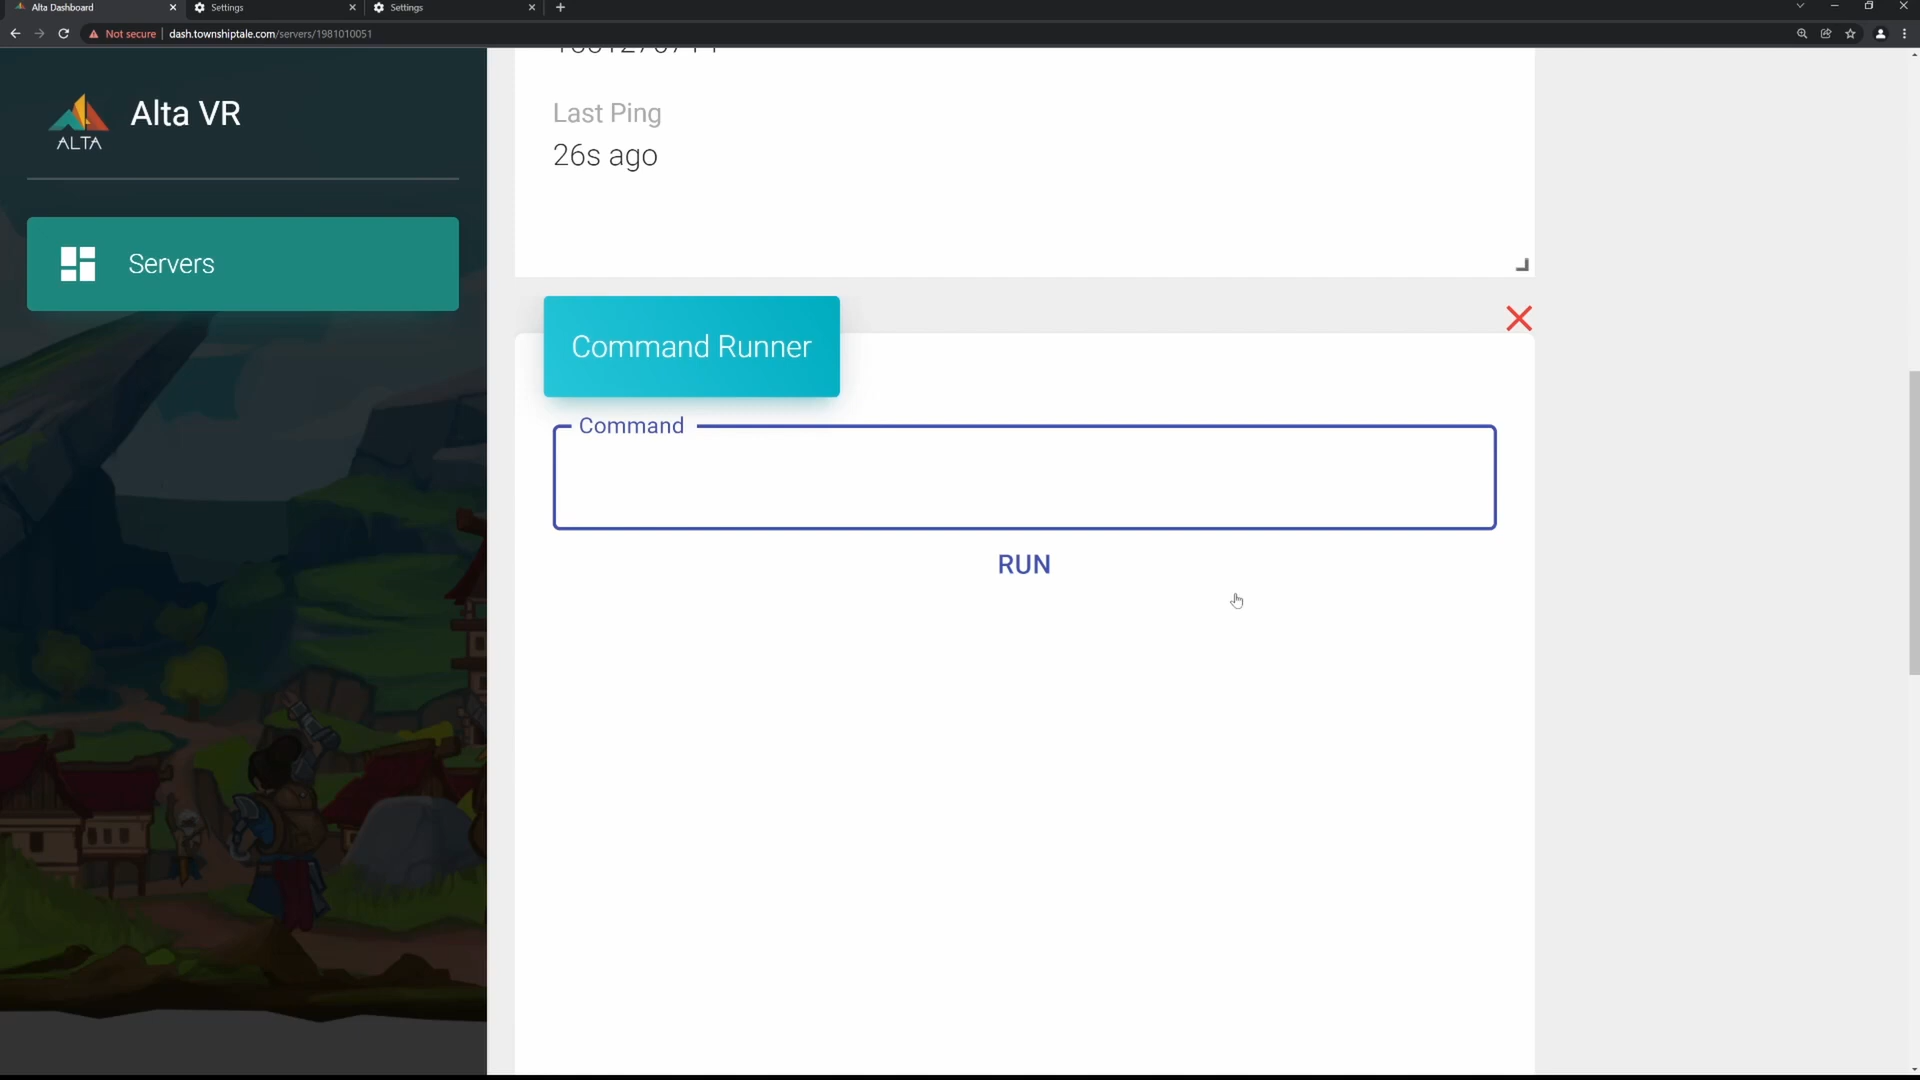 Alta Dashboard
Settings
Settings
Not secure
dash.townshiptale.com/servers/1981010051
ALTA
Alta VR
Servers
Last Ping
26s ago
Command Runner
Command
RUN